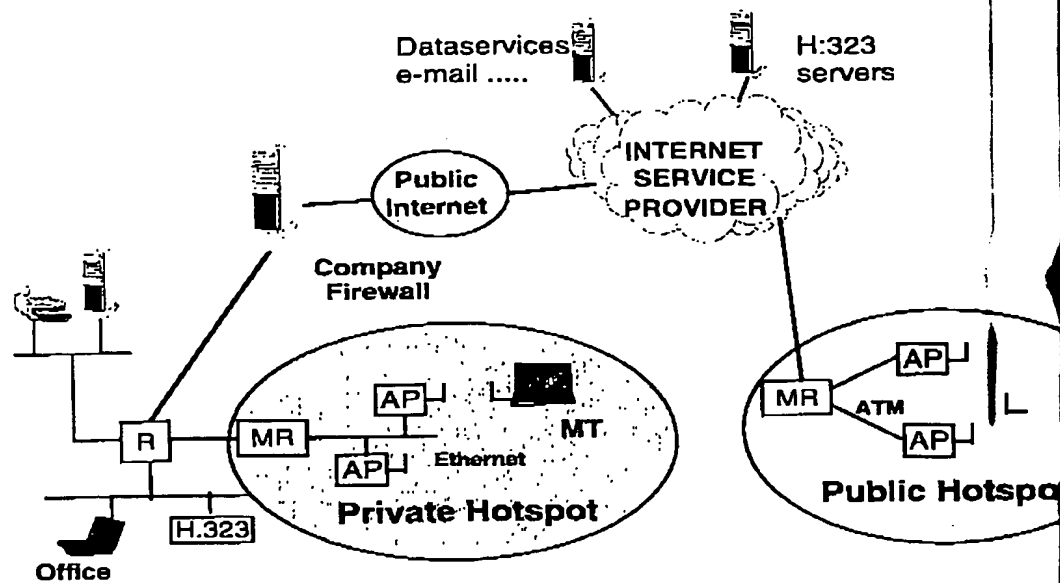 Dataservices
e-mail .....
H:323
servers
INTERNET
SERVICE
PROVIDER
Public
Internet
Company
Firewall
AP
AP
MR
R
MT
Ethernet
Private Hotspot
H.323
Office
MR
ATM
AP
AP
Public Hotspo